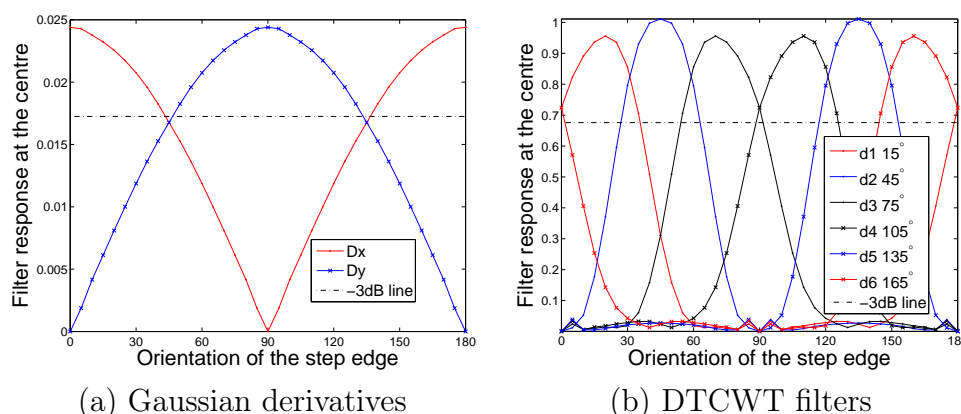 0.025
0.02
0.015
0.01
0.005
0
Filter response at the centre
Dx
Dy
−3dB line
0 30 60 90 120 150 180
Orientation of the step edge
(a) Gaussian derivatives
1
0.9
0.8
0.7
0.6
0.5
0.4
0.3
0.2
0.1
Filter response at the centre
d1 15°
d2 45°
d3 75°
d4 105°
d5 135°
d6 165°
−3dB line
0 30 60 90 120 150 180
Orientation of the step edge
(b) DTCWT filters